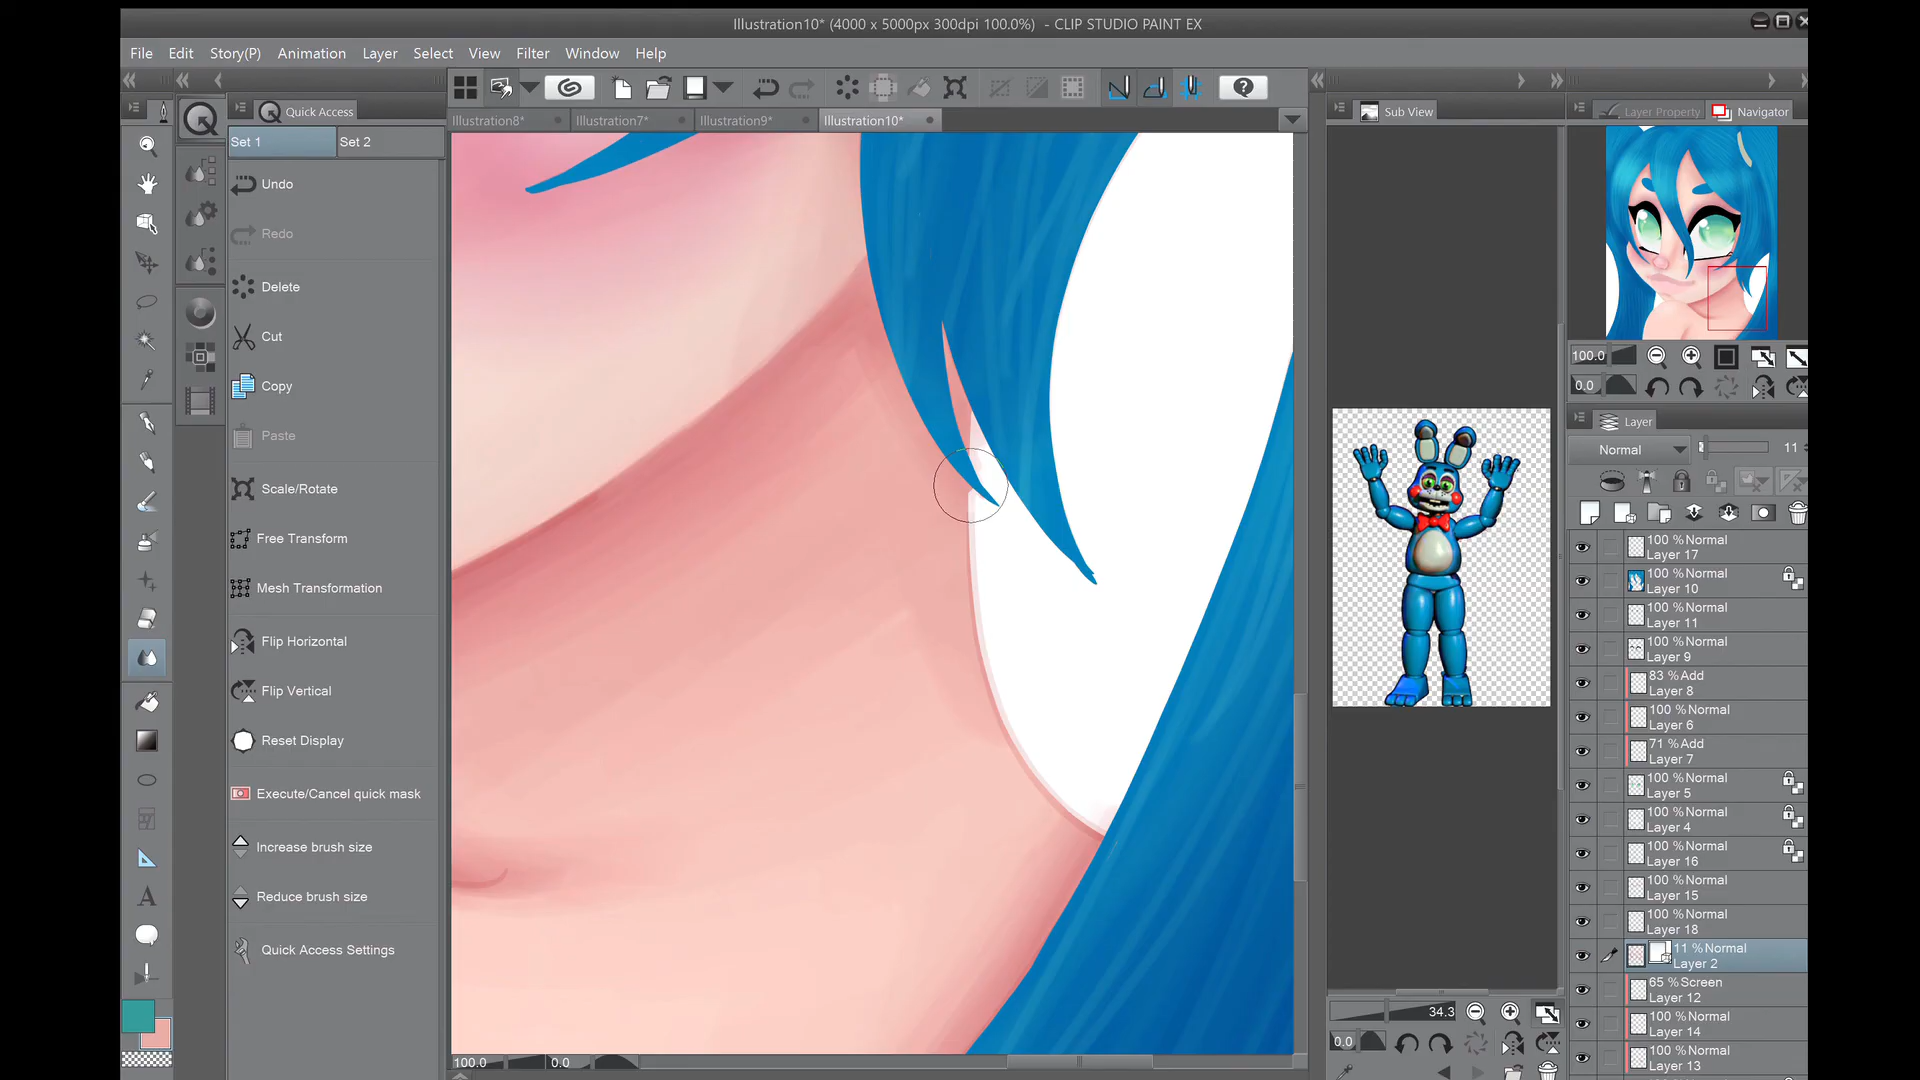 Illustration10* (4000 x 5000px 300dpi 100.0%)  - CLIP STUDIO PAINT EX
File Edit Story(P) Animation Layer Select View Filter Window Help
Quick Access
Set 1 Set 2
Undo
Redo
Delete
Cut
Copy
Paste
Scale/Rotate
Free Transform
Mesh Transformation
Flip Horizontal
Flip Vertical
Reset Display
Execute/Cancel quick mask
Increase brush size
Reduce brush size
Quick Access Settings
Illustration8* Illustration7* Illustration9* Illustration10*
100.0 0.0
Sub View
34.3
0.0
Layer Property Navigator
100.0
0.0
Layer
Normal 11
100 %Normal
Layer 17
100 %Normal
Layer 10
100 %Normal
Layer 11
100 %Normal
Layer 9
83 %Add
Layer 8
100 %Normal
Layer 6
71 %Add
Layer 7
100 %Normal
Layer 5
100 %Normal
Layer 4
100 %Normal
Layer 16
100 %Normal
Layer 15
100 %Normal
Layer 18
11 %Normal
Layer 2
65 %Screen
Layer 12
100 %Normal
Layer 14
100 %Normal
Layer 13